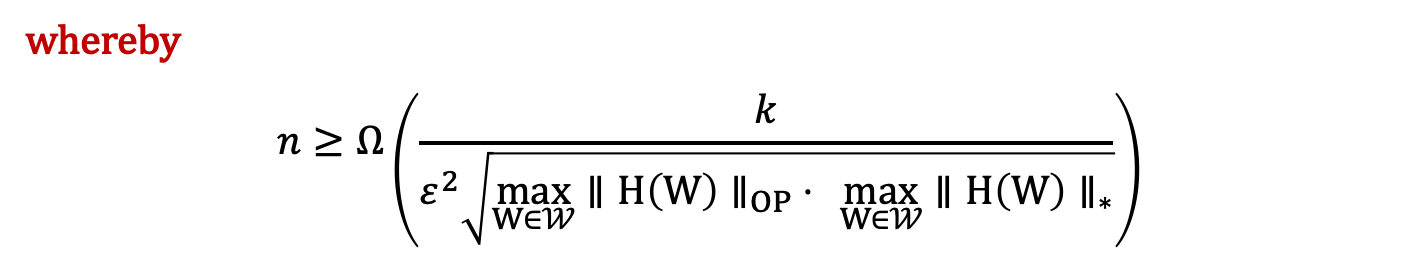 whereby
n ≥ Ω ( k / ( ε² √( max_{W∈𝒲} ∥ H(W) ∥_OP · max_{W∈𝒲} ∥ H(W) ∥_* ) ) )